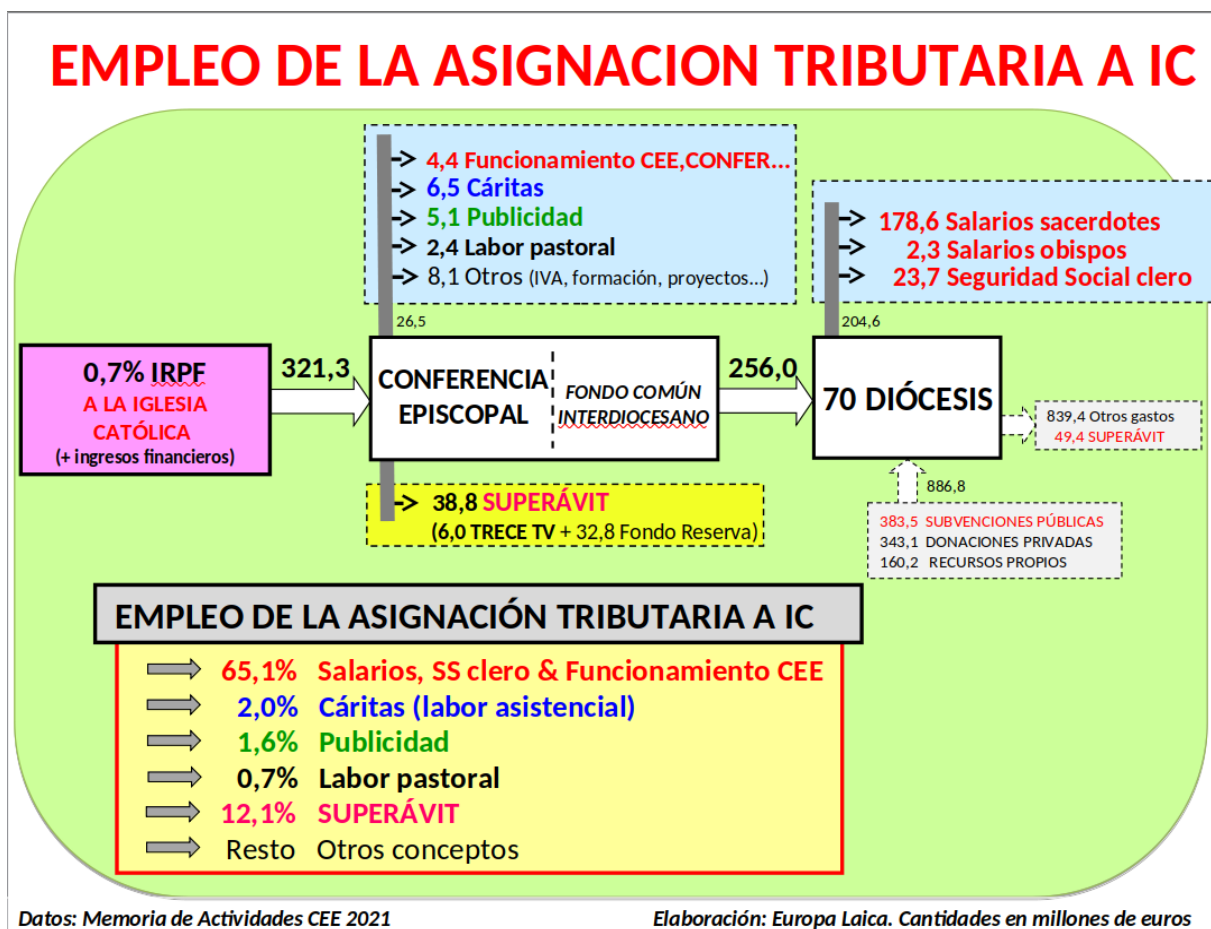 EMPLEO DE LA ASIGNACION TRIBUTARIA A IC
4,4 Funcionamiento CEE,CONFER...
6,5 Cáritas
5,1 Publicidad
2,4 Labor pastoral
8,1 Otros (IVA, formación, proyectos...)
26,5
178,6 Salarios sacerdotes
2,3 Salarios obispos
23,7 Seguridad Social clero
204,6
0,7% IRPF
A LA IGLESIA
CATÓLICA
(+ ingresos financieros)
321,3
CONFERENCIA
EPISCOPAL
FONDO COMÚN
INTERDIOCESANO
256,0
70 DIÓCESIS
839,4 Otros gastos
49,4 SUPERÁVIT
886,8
383,5 SUBVENCIONES PÚBLICAS
343,1 DONACIONES PRIVADAS
160,2 RECURSOS PROPIOS
38,8 SUPERÁVIT
(6,0 TRECE TV + 32,8 Fondo Reserva)
EMPLEO DE LA ASIGNACIÓN TRIBUTARIA A IC
65,1% Salarios, SS clero & Funcionamiento CEE
2,0% Cáritas (labor asistencial)
1,6% Publicidad
0,7% Labor pastoral
12,1% SUPERÁVIT
Resto Otros conceptos
Datos: Memoria de Actividades CEE 2021
Elaboración: Europa Laica. Cantidades en millones de euros